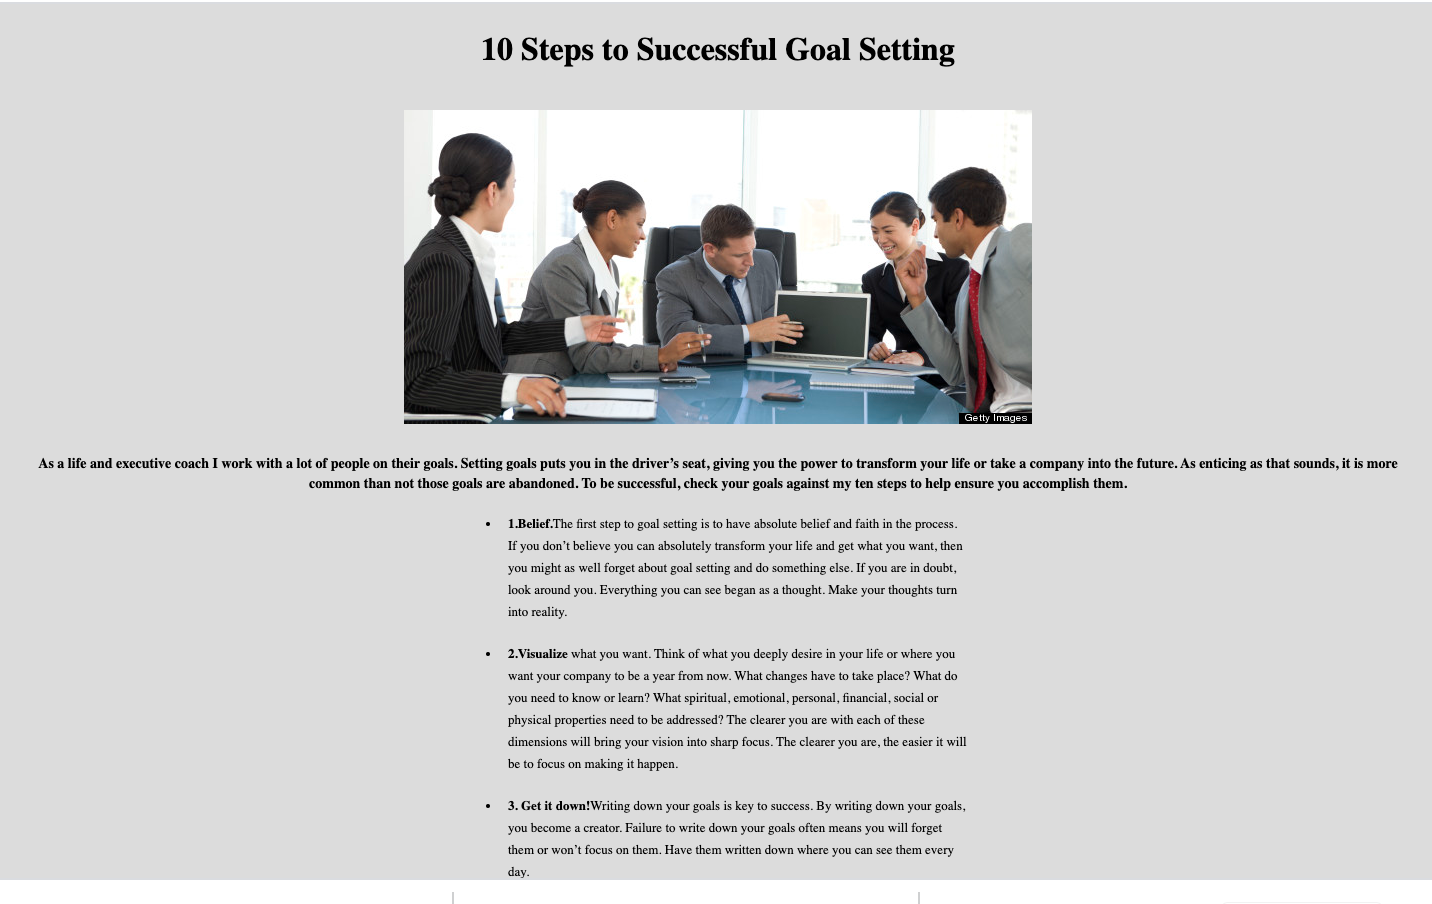 10 Steps to Successful Goal Setting
Getty Images
As a life and executive coach I work with a lot of people on their goals. Setting goals puts you in the driver’s seat, giving you the power to transform your life or take a company into the future. As enticing as that sounds, it is more
common than not those goals are abandoned. To be successful, check your goals against my ten steps to help ensure you accomplish them.
• 1.Belief.The first step to goal setting is to have absolute belief and faith in the process.
If you don’t believe you can absolutely transform your life and get what you want, then
you might as well forget about goal setting and do something else. If you are in doubt,
look around you. Everything you can see began as a thought. Make your thoughts turn
into reality.
• 2.Visualize what you want. Think of what you deeply desire in your life or where you
want your company to be a year from now. What changes have to take place? What do
you need to know or learn? What spiritual, emotional, personal, financial, social or
physical properties need to be addressed? The clearer you are with each of these
dimensions will bring your vision into sharp focus. The clearer you are, the easier it will
be to focus on making it happen.
• 3. Get it down!Writing down your goals is key to success. By writing down your goals,
you become a creator. Failure to write down your goals often means you will forget
them or won’t focus on them. Have them written down where you can see them every
day.